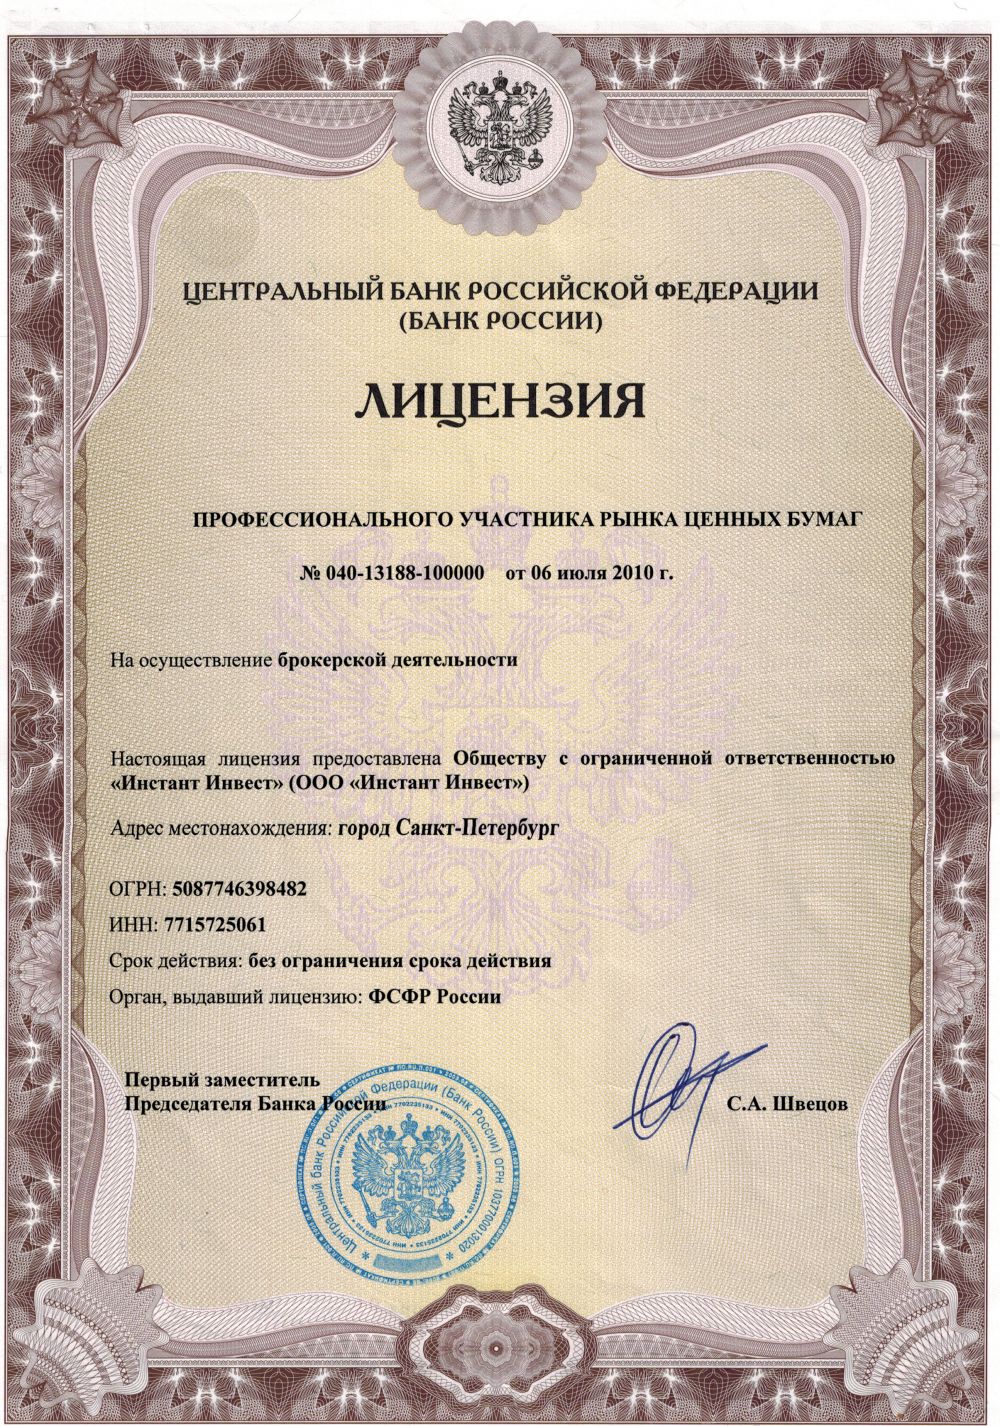 ЦЕНТРАЛЬНЫЙ БАНК РОССИЙСКОЙ ФЕДЕРАЦИИ
(БАНК РОССИИ)
ЛИЦЕНЗИЯ
ПРОФЕССИОНАЛЬНОГО УЧАСТНИКА РЫНКА ЦЕННЫХ БУМАГ
№ 040-13188-100000 от 06 июля 2010 г.
На осуществление брокерской деятельности
Настоящая лицензия предоставлена Обществу с ограниченной ответственностью
«Инстант Инвест» (ООО «Инстант Инвест»)
Адрес местонахождения: город Санкт-Петербург
ОГРН: 5087746398482
ИНН: 7715725061
Срок действия: без ограничения срока действия
Орган, выдавший лицензию: ФСФР России
Первый заместитель
Председателя Банка России
С.А. Швецов
Центральный банк Российской Федерации (Банк России) ОГРН 1037700013020
ИНН 7702235133